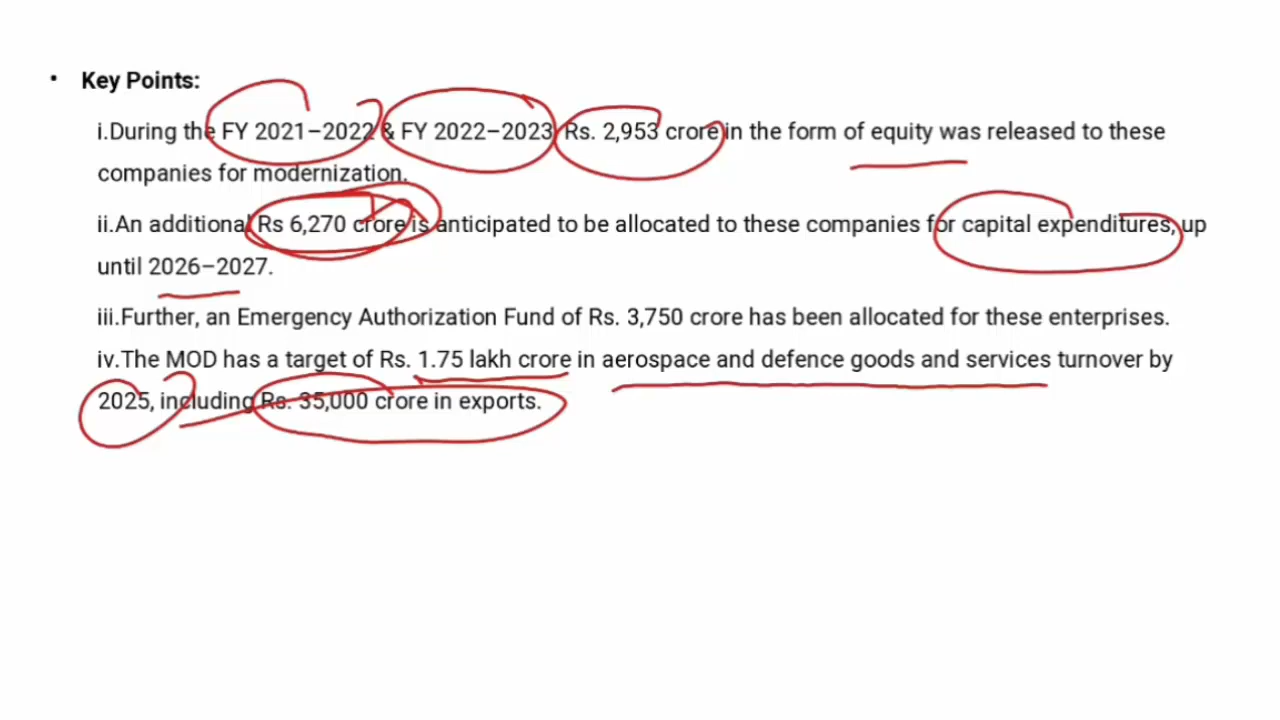 • Key Points:
i.During the FY 2021–2022 & FY 2022–2023 Rs. 2,953 crore in the form of equity was released to these
companies for modernization.
ii.An additional Rs 6,270 crore is anticipated to be allocated to these companies for capital expenditures, up
until 2026–2027.
iii.Further, an Emergency Authorization Fund of Rs. 3,750 crore has been allocated for these enterprises.
iv.The MOD has a target of Rs. 1.75 lakh crore in aerospace and defence goods and services turnover by
2025, including Rs. 35,000 crore in exports.